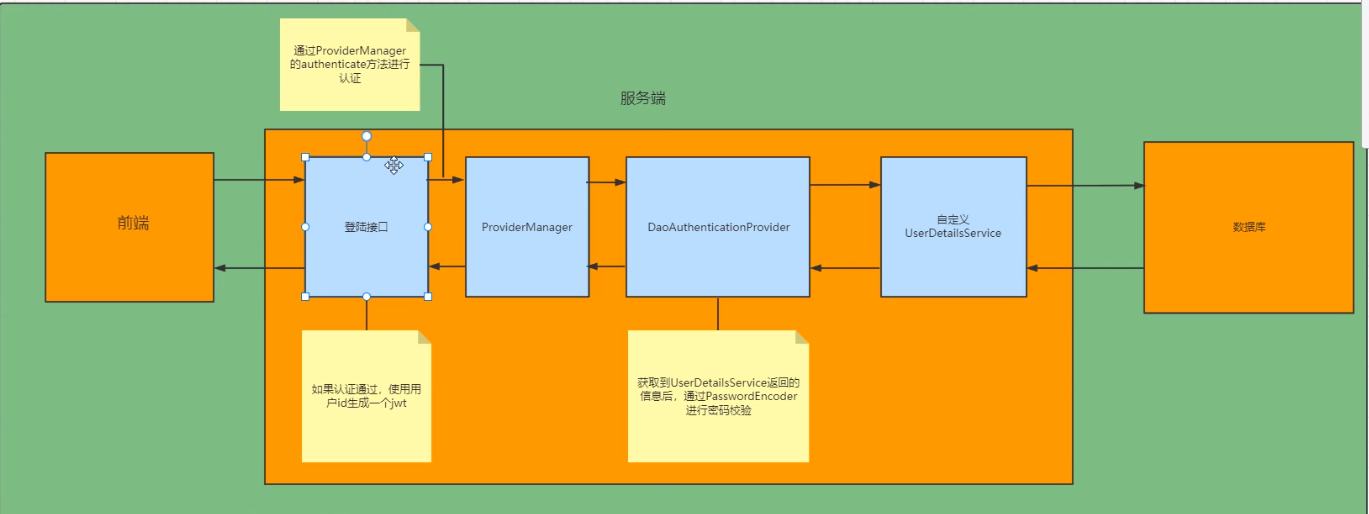 通过ProviderManager
的authenticate方法进行
认证
服务端
前端
登陆接口
ProviderManager
DaoAuthenticationProvider
自定义
UserDetailsService
数据库
如果认证通过，使用用
户id生成一个jwt
获取到UserDetailsService返回的
信息后，通过PasswordEncoder
进行密码校验